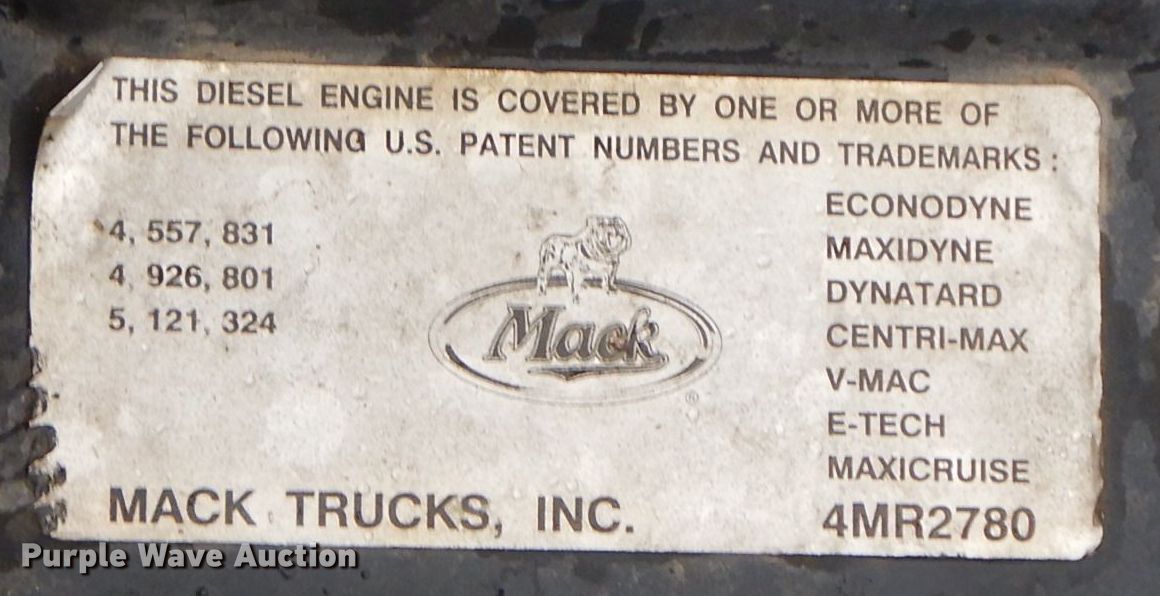 THIS DIESEL ENGINE IS COVERED BY ONE OR MORE OF
THE FOLLOWING U.S. PATENT NUMBERS AND TRADEMARKS:
4, 557, 831
4, 926, 801
5, 121, 324
Mack
®
ECONODYNE
MAXIDYNE
DYNATARD
CENTRI-MAX
V-MAC
E-TECH
MAXICRUISE
MACK TRUCKS, INC.
4MR2780
Purple Wave Auction